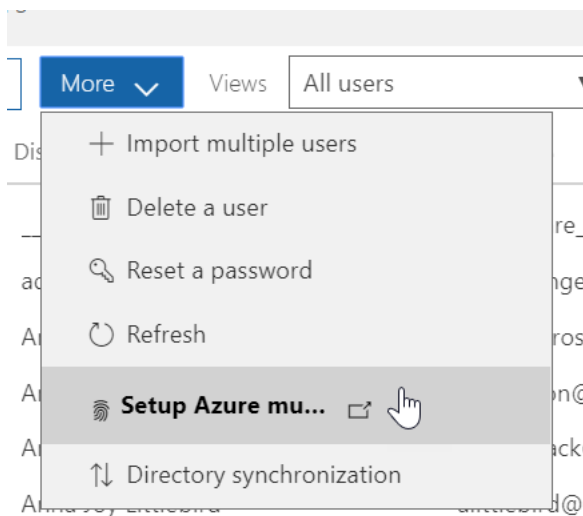 More Views All users
Import multiple users
Delete a user
Reset a password
Refresh
Setup Azure mu...
Directory synchronization